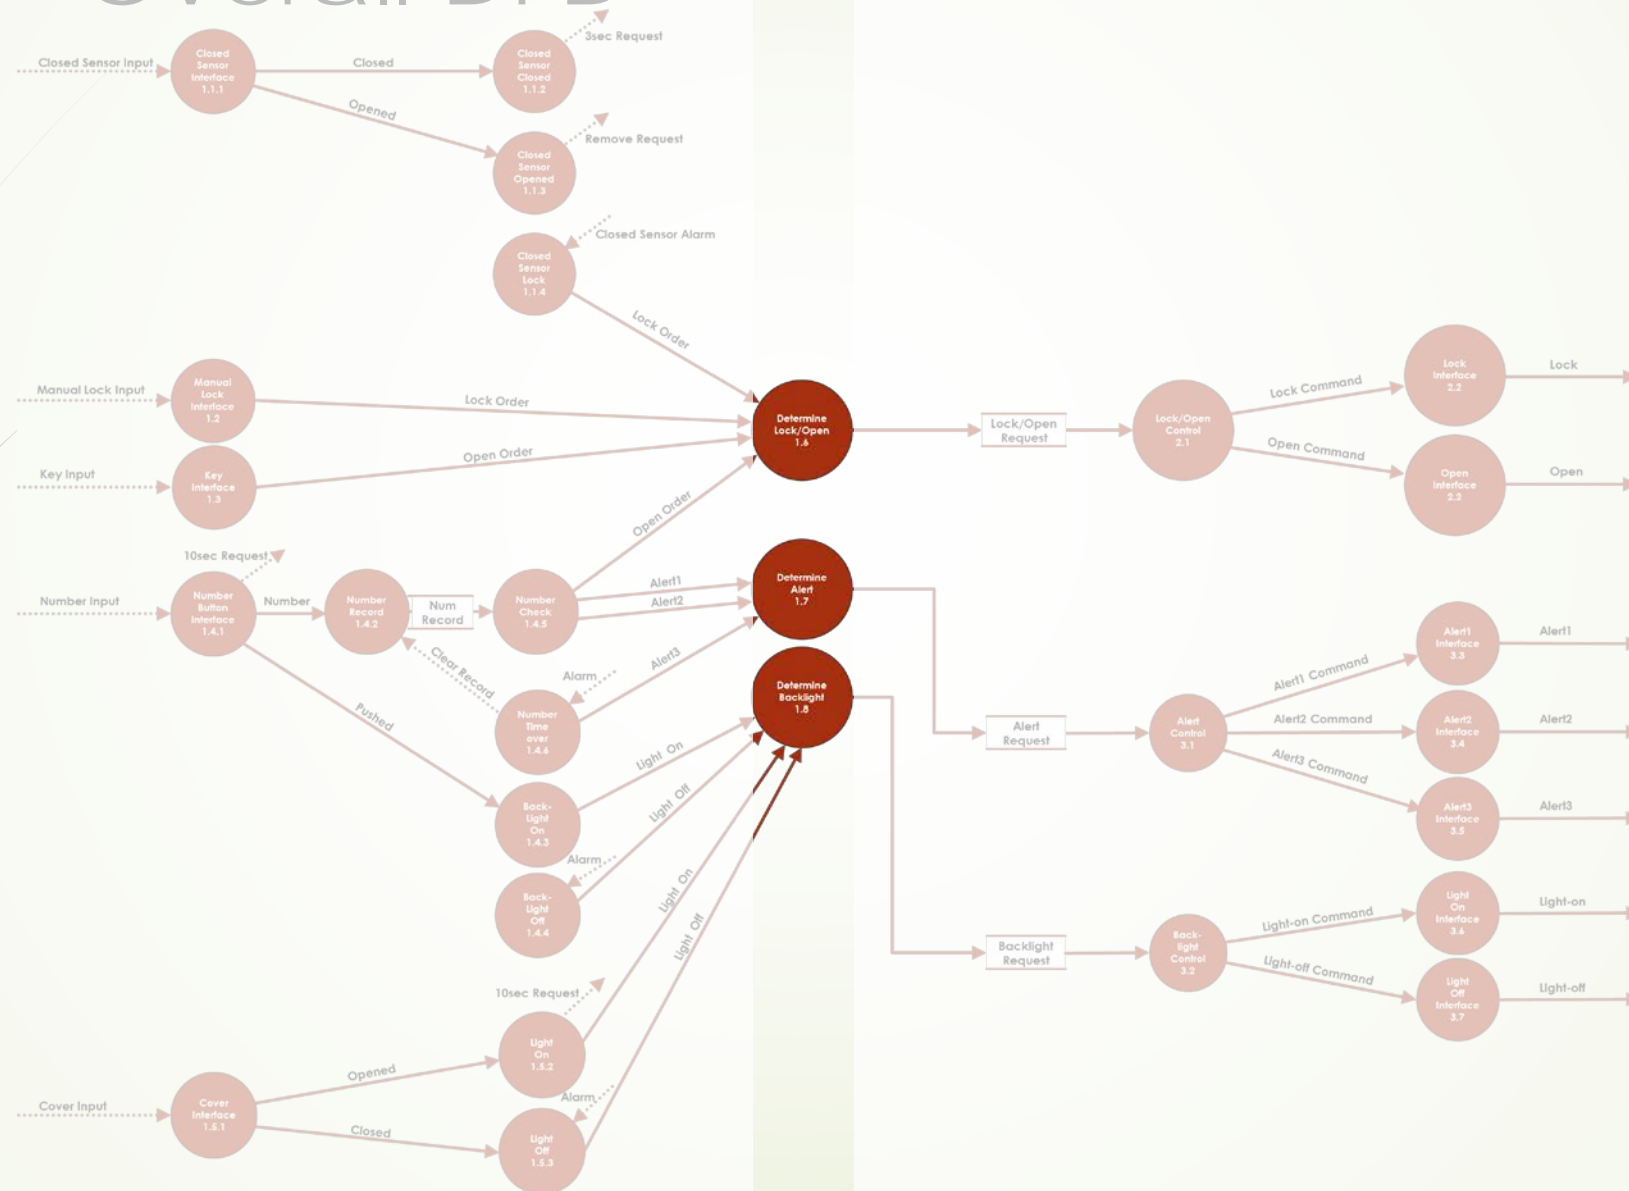 Overall DFD
Closed Sensor Input
Closed
Sensor
Interface
1.1.1
Closed
Opened
Closed
Sensor
Closed
1.1.2
3sec Request
Closed
Sensor
Opened
1.1.3
Remove Request
Closed
Sensor
Lock
1.1.4
Closed Sensor Alarm
Lock Order
Manual Lock Input
Manual
Lock
Interface
1.2
Lock Order
Key Input
Key
Interface
1.3
Open Order
Open Order
Determine
Lock/Open
1.6
Lock/Open
Request
Lock/Open
Control
2.1
Lock Command
Open Command
Lock
Interface
2.2
Lock
Open
Interface
2.2
Open
10sec Request
Number Input
Number
Button
Interface
1.4.1
Number
Number
Record
1.4.2
Num
Record
Number
Check
1.4.5
Alert1
Alert2
Determine
Alert
1.7
Clear Record
Alarm
Number
Time
over
1.4.6
Alert3
Pushed
Determine
Backlight
1.8
Back-
Light
On
1.4.3
Light On
Alarm
Back-
Light
Off
1.4.4
Light Off
Light On
Light Off
Alert
Request
Alert
Control
3.1
Alert1 Command
Alert2 Command
Alert3 Command
Alert1
Interface
3.3
Alert1
Alert2
Interface
3.4
Alert2
Alert3
Interface
3.5
Alert3
Backlight
Request
Back-
light
Control
3.2
Light-on Command
Light-off Command
Light
On
Interface
3.6
Light-on
Light
Off
Interface
3.7
Light-off
10sec Request
Cover Input
Cover
Interface
1.5.1
Opened
Closed
Light
On
1.5.2
Alarm
Light
Off
1.5.3